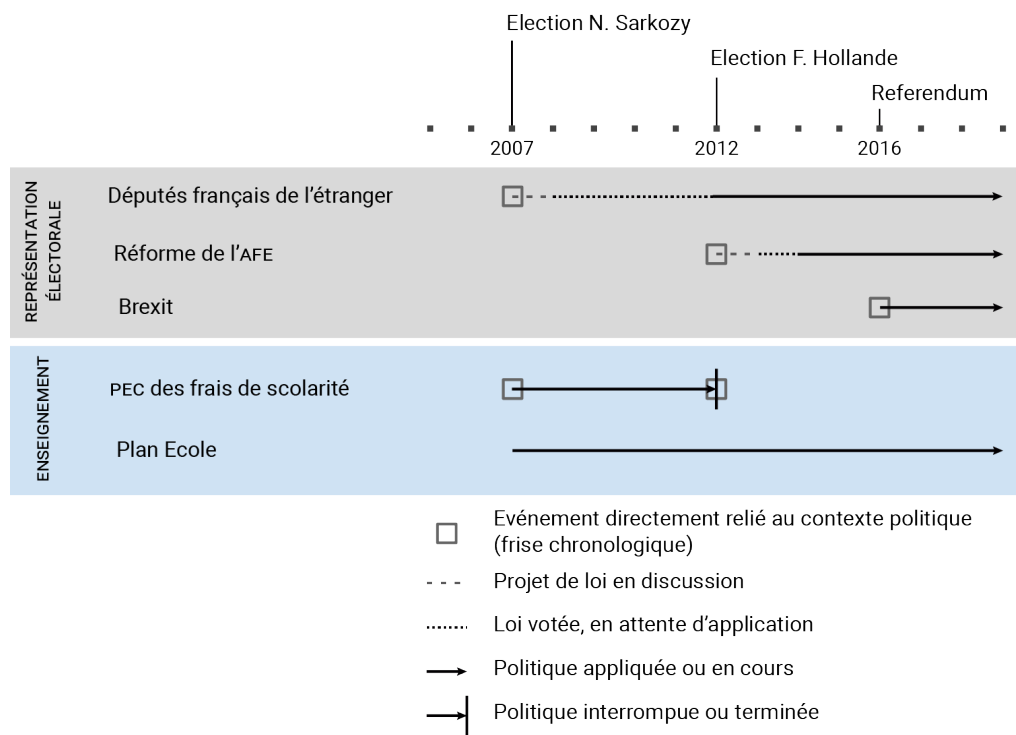 Election N. Sarkozy
Election F. Hollande
Referendum
2007
2012
2016
REPRÉSENTATION
ÉLECTORALE
Députés français de l’étranger
Réforme de l’AFE
Brexit
ENSEIGNEMENT
PEC des frais de scolarité
Plan Ecole
Evénement directement relié au contexte politique
(frise chronologique)
Projet de loi en discussion
Loi votée, en attente d’application
Politique appliquée ou en cours
Politique interrompue ou terminée